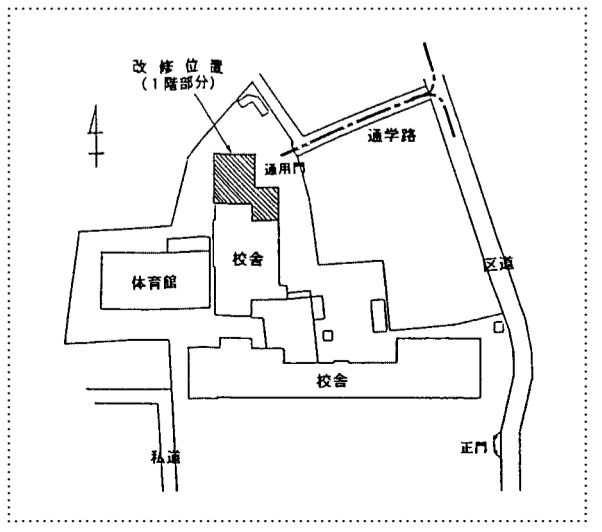 改修位置
(1階部分)
通学路
通用門
校舎
区道
体育館
校舎
正門
私道